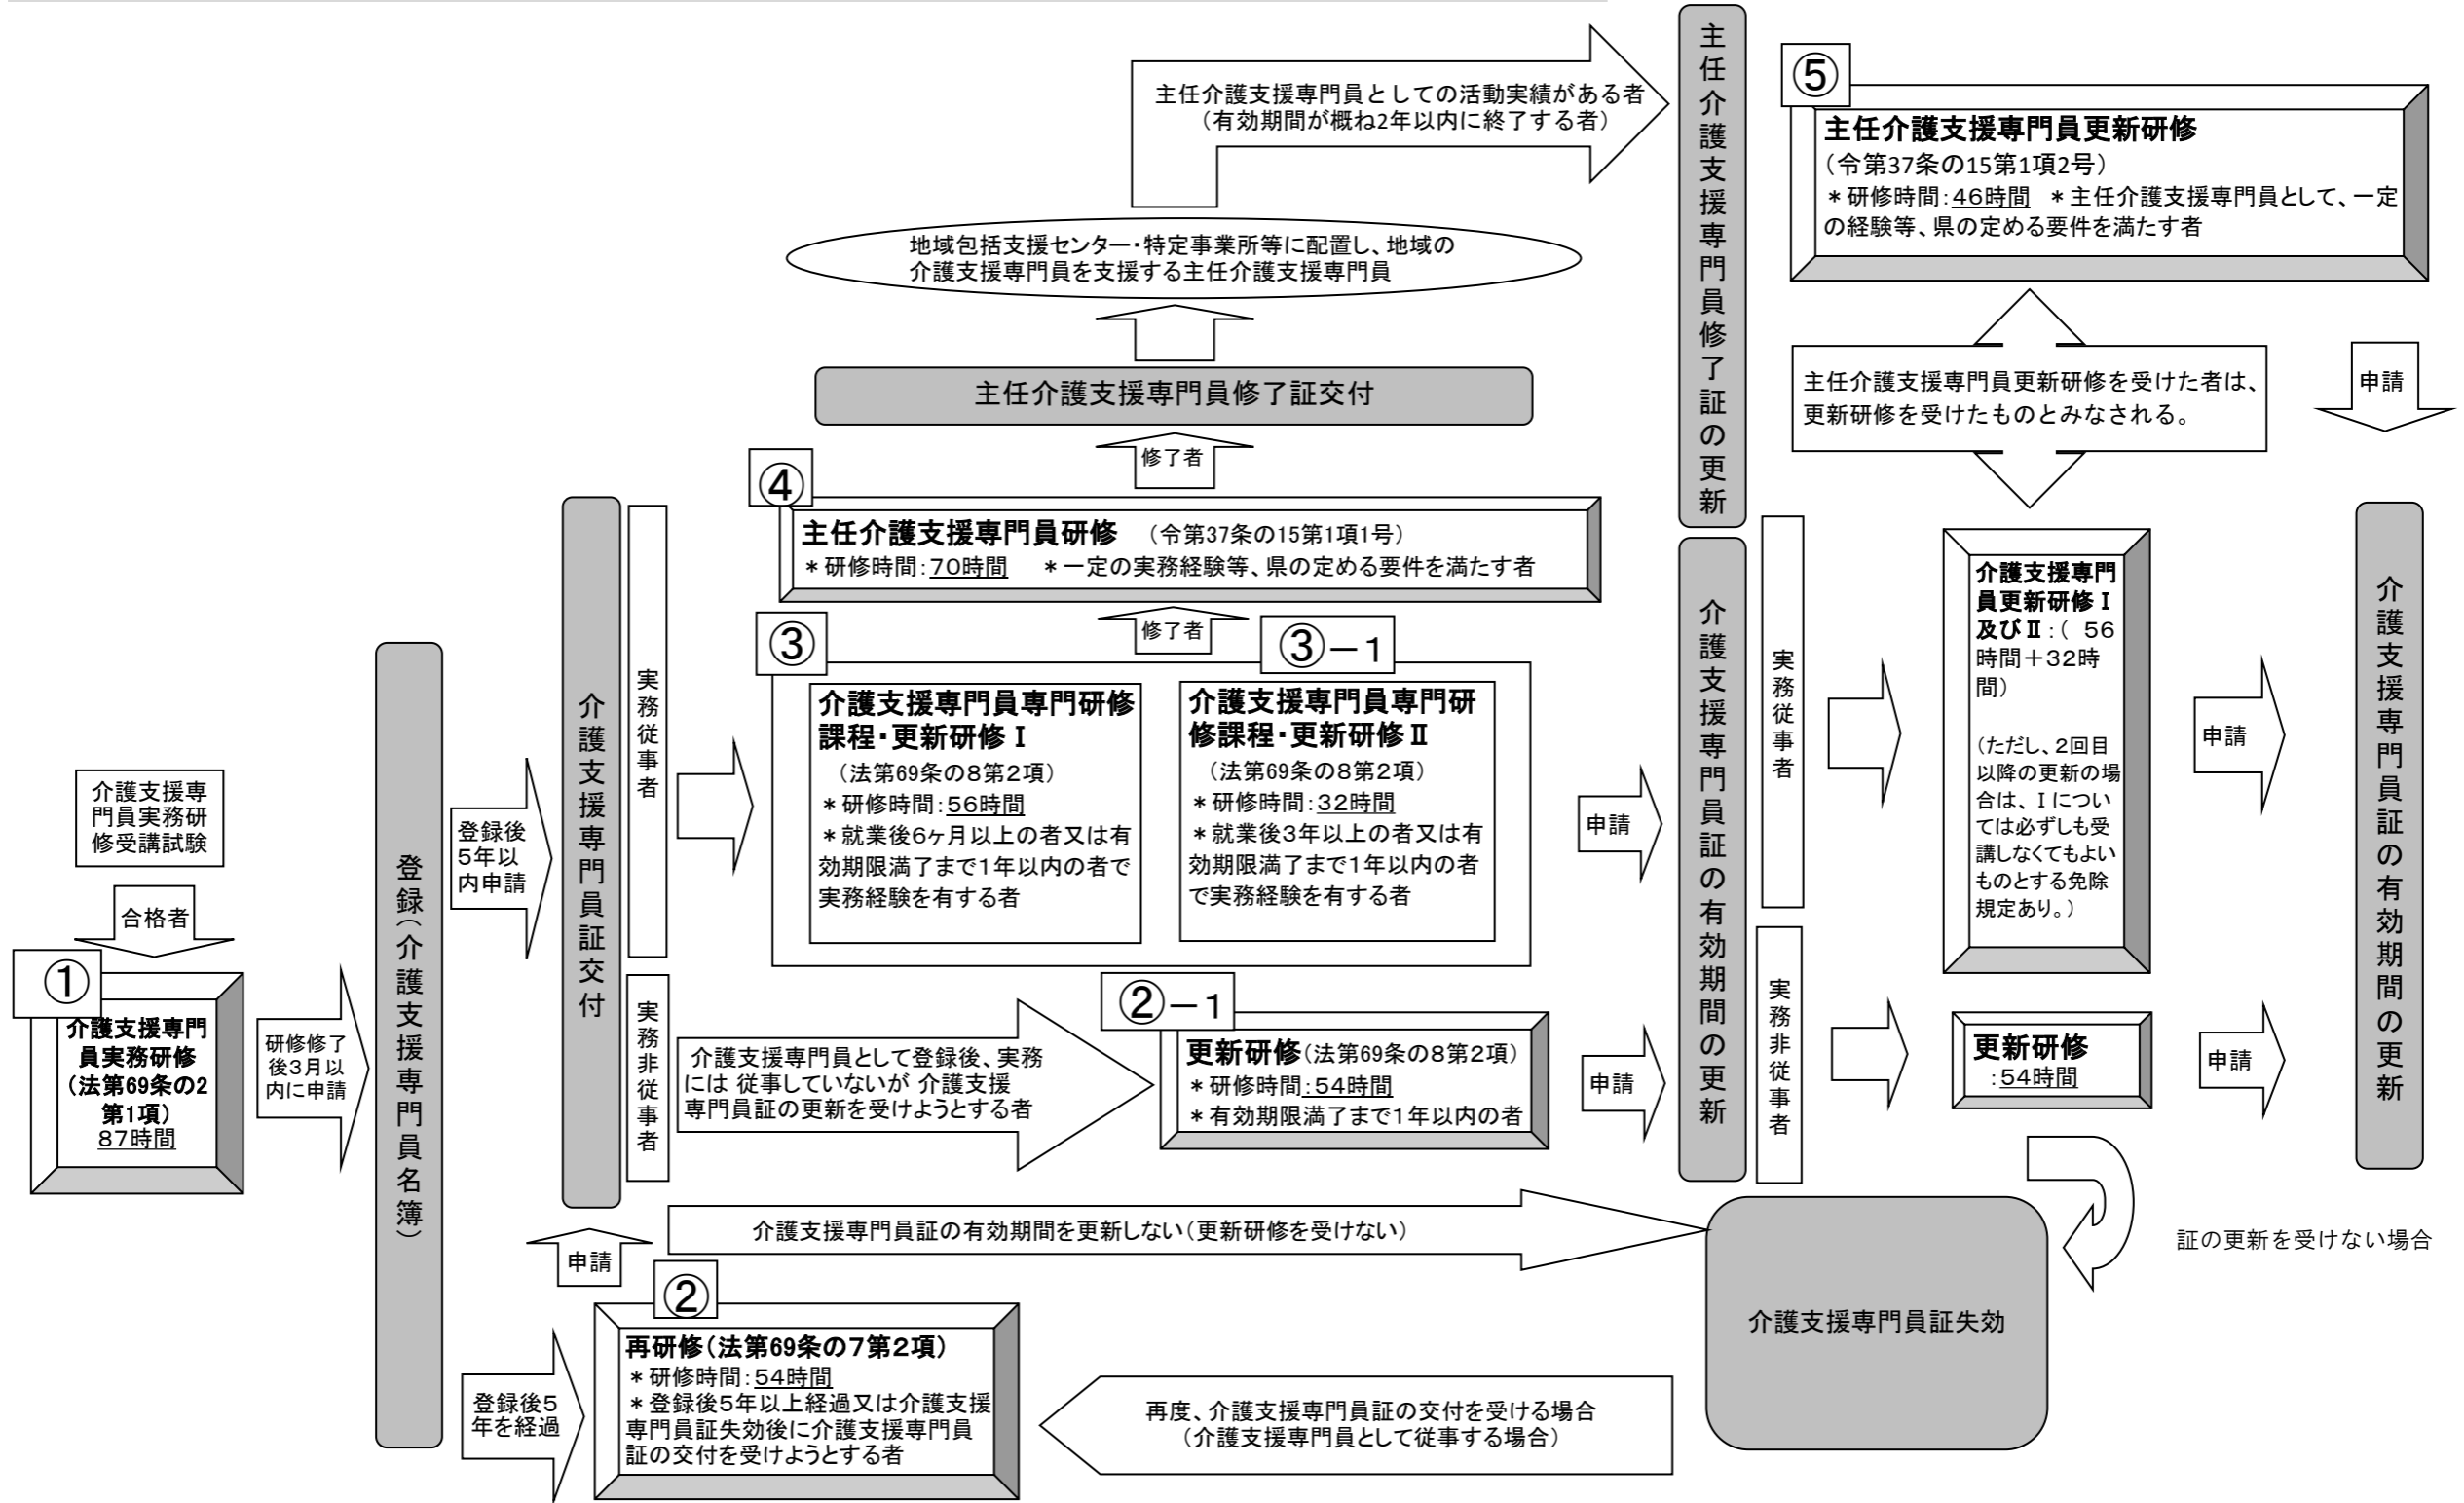 介護支援専
門員実務研
修受講試験
合格者
①
介護支援専門
員実務研修
(法第69条の2
第1項)
87時間
研修修了
後3月以
内に申請
登録(介護支援専門員名簿)
登録後
5年以
内申請
登録後5
年を経過
介護支援専門員証交付
実務従事者
実務非従事者
主任介護支援専門員としての活動実績がある者
(有効期間が概ね2年以内に終了する者)
地域包括支援センター・特定事業所等に配置し、地域の
介護支援専門員を支援する主任介護支援専門員
主任介護支援専門員修了証交付
修了者
④
主任介護支援専門員研修 (令第37条の15第1項1号)
*研修時間:70時間 *一定の実務経験等、県の定める要件を満たす者
修了者
③
③-1
介護支援専門員専門研修
課程・更新研修Ⅰ
(法第69条の8第2項)
*研修時間:56時間
*就業後6ヶ月以上の者又は有
効期限満了まで1年以内の者で
実務経験を有する者
介護支援専門員専門研
修課程・更新研修Ⅱ
(法第69条の8第2項)
*研修時間:32時間
*就業後3年以上の者又は有
効期限満了まで1年以内の者
で実務経験を有する者
申請
介護支援専門員として登録後、実務
には 従事していないが 介護支援
専門員証の更新を受けようとする者
②-1
更新研修(法第69条の8第2項)
*研修時間:54時間
*有効期限満了まで1年以内の者
申請
介護支援専門員証の有効期間を更新しない(更新研修を受けない)
申請
②
再研修(法第69条の7第2項)
*研修時間:54時間
*登録後5年以上経過又は介護支援
専門員証失効後に介護支援専門員
証の交付を受けようとする者
再度、介護支援専門員証の交付を受ける場合
(介護支援専門員として従事する場合)
主任介護支援専門員修了証の更新
介護支援専門員証の有効期間の更新
実務従事者
実務非従事者
⑤
主任介護支援専門員更新研修
(令第37条の15第1項2号)
*研修時間:46時間 *主任介護支援専門員として、一定
の経験等、県の定める要件を満たす者
主任介護支援専門員更新研修を受けた者は、
更新研修を受けたものとみなされる。
申請
介護支援専門
員更新研修Ⅰ
及びⅡ:( 56
時間+32時
間)
(ただし、2回目
以降の更新の場
合は、Ⅰについ
ては必ずしも受
講しなくてもよい
ものとする免除
規定あり。)
申請
更新研修
:54時間
申請
介護支援専門員証の有効期間の更新
証の更新を受けない場合
介護支援専門員証失効